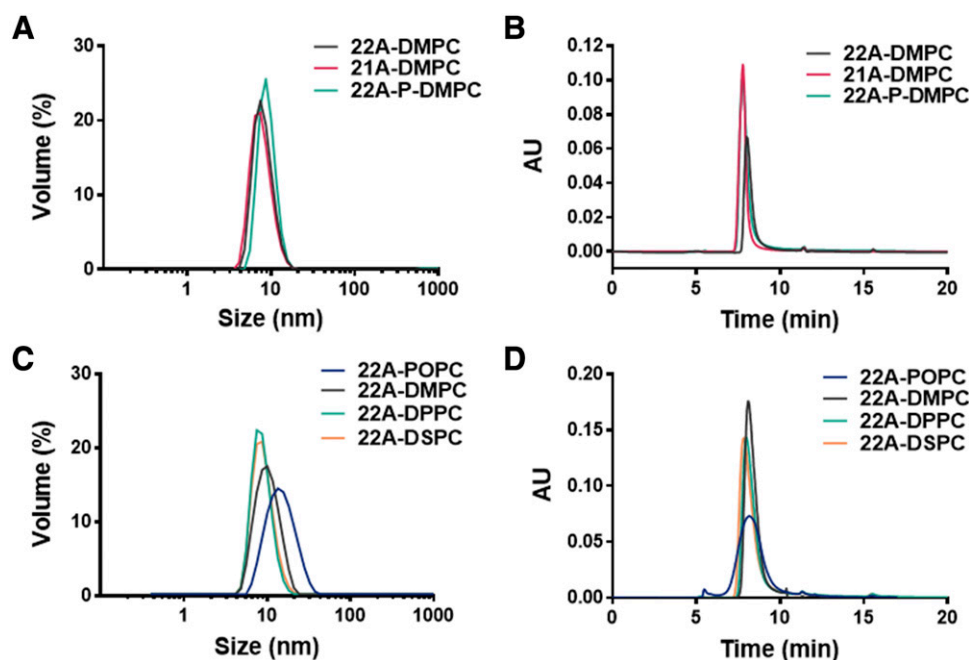 A
30
20
10
0
Volume (%)
22A-DMPC
21A-DMPC
22A-P-DMPC
1
10
100
1000
Size (nm)
B
0.12
0.10
0.08
0.06
0.04
0.02
0.00
AU
22A-DMPC
21A-DMPC
22A-P-DMPC
0
5
10
15
20
Time (min)
C
30
20
10
0
Volume (%)
22A-POPC
22A-DMPC
22A-DPPC
22A-DSPC
1
10
100
1000
Size (nm)
D
0.20
0.15
0.10
0.05
0.00
AU
22A-POPC
22A-DMPC
22A-DPPC
22A-DSPC
0
5
10
15
20
Time (min)